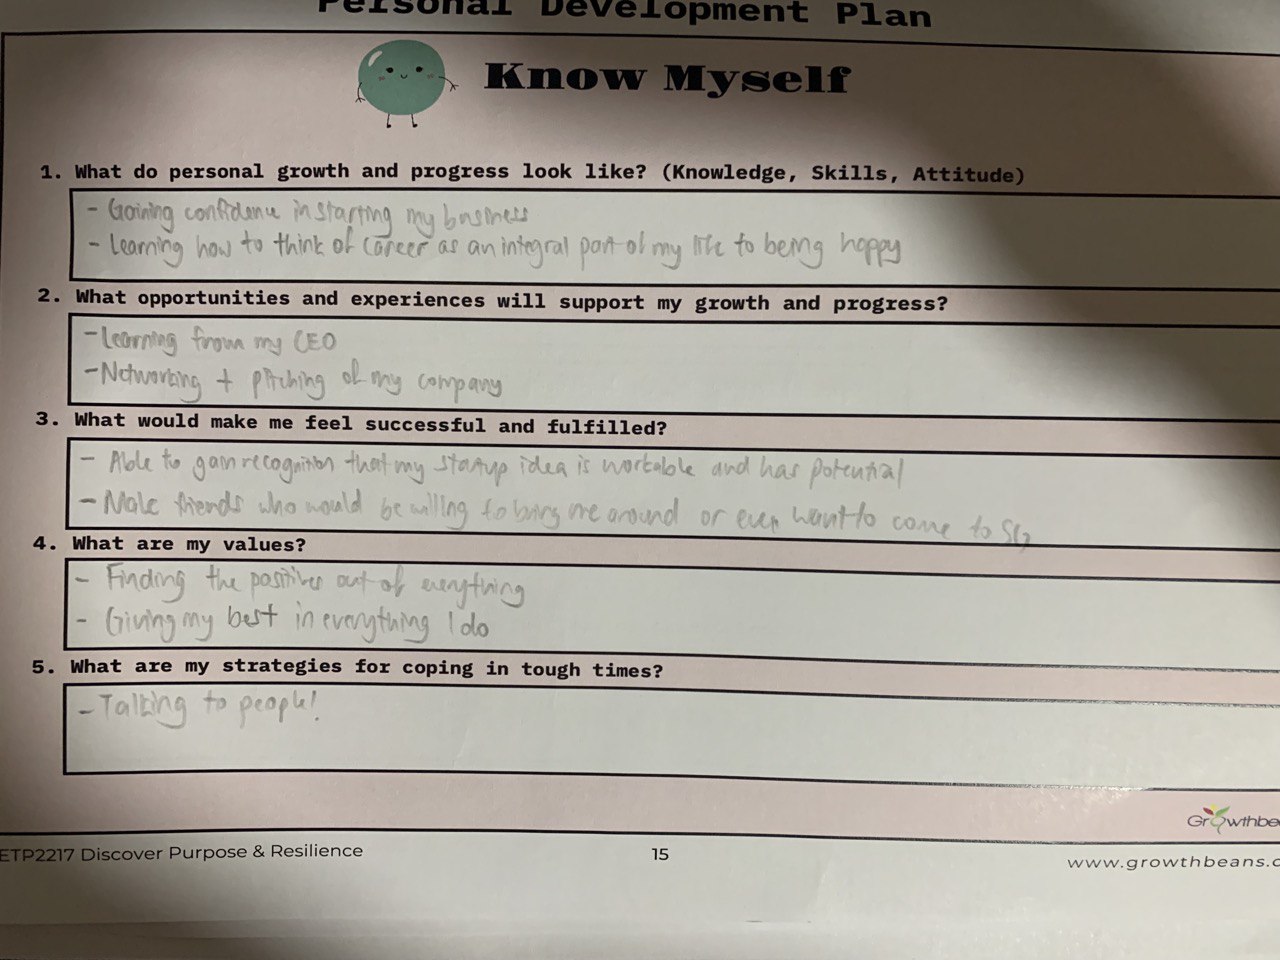 Personal Development Plan
Know Myself
1. What do personal growth and progress look like? (Knowledge, Skills, Attitude)
- Gaining confidence in starting my business
- Learning how to think of career as an integral part of my life to being happy
2. What opportunities and experiences will support my growth and progress?
- Learning from my CEO
- Networking + pitching of my company
3. What would make me feel successful and fulfilled?
- Able to gain recognition that my startup idea is workable and has potential
- Make friends who would be willing to bring me around or even want to come to SG
4. What are my values?
- Finding the positives out of everything
- Giving my best in everything I do
5. What are my strategies for coping in tough times?
- Talking to people!
Growthbe
ETP2217 Discover Purpose & Resilience
15
www.growthbeans.c